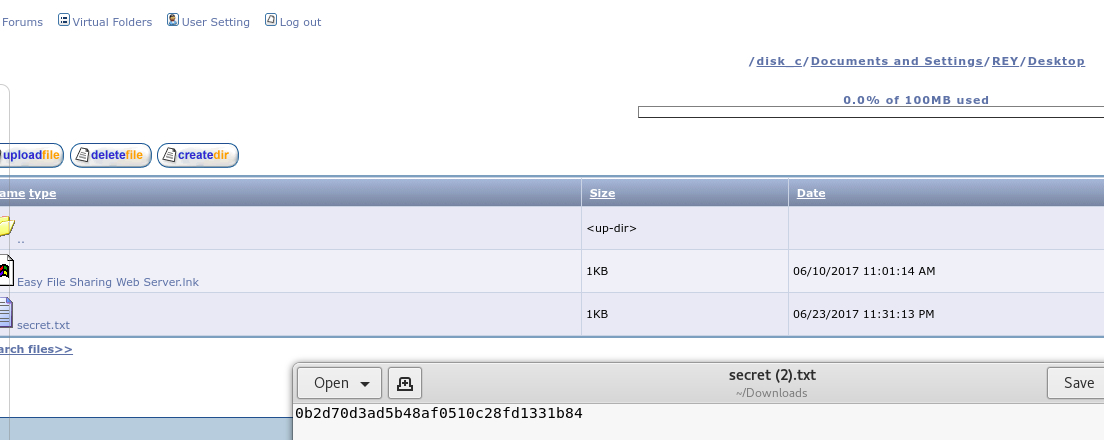 Forums Virtual Folders User Setting Log out
/disk_c/Documents and Settings/REY/Desktop
0.0% of 100MB used
uploadfile deletefile createdir
ame type Size Date
.. <up-dir>
Easy File Sharing Web Server.lnk 1KB 06/10/2017 11:01:14 AM
secret.txt 1KB 06/23/2017 11:31:13 PM
arch files>>
Open secret (2).txt Save
~/Downloads
0b2d70d3ad5b48af0510c28fd1331b84